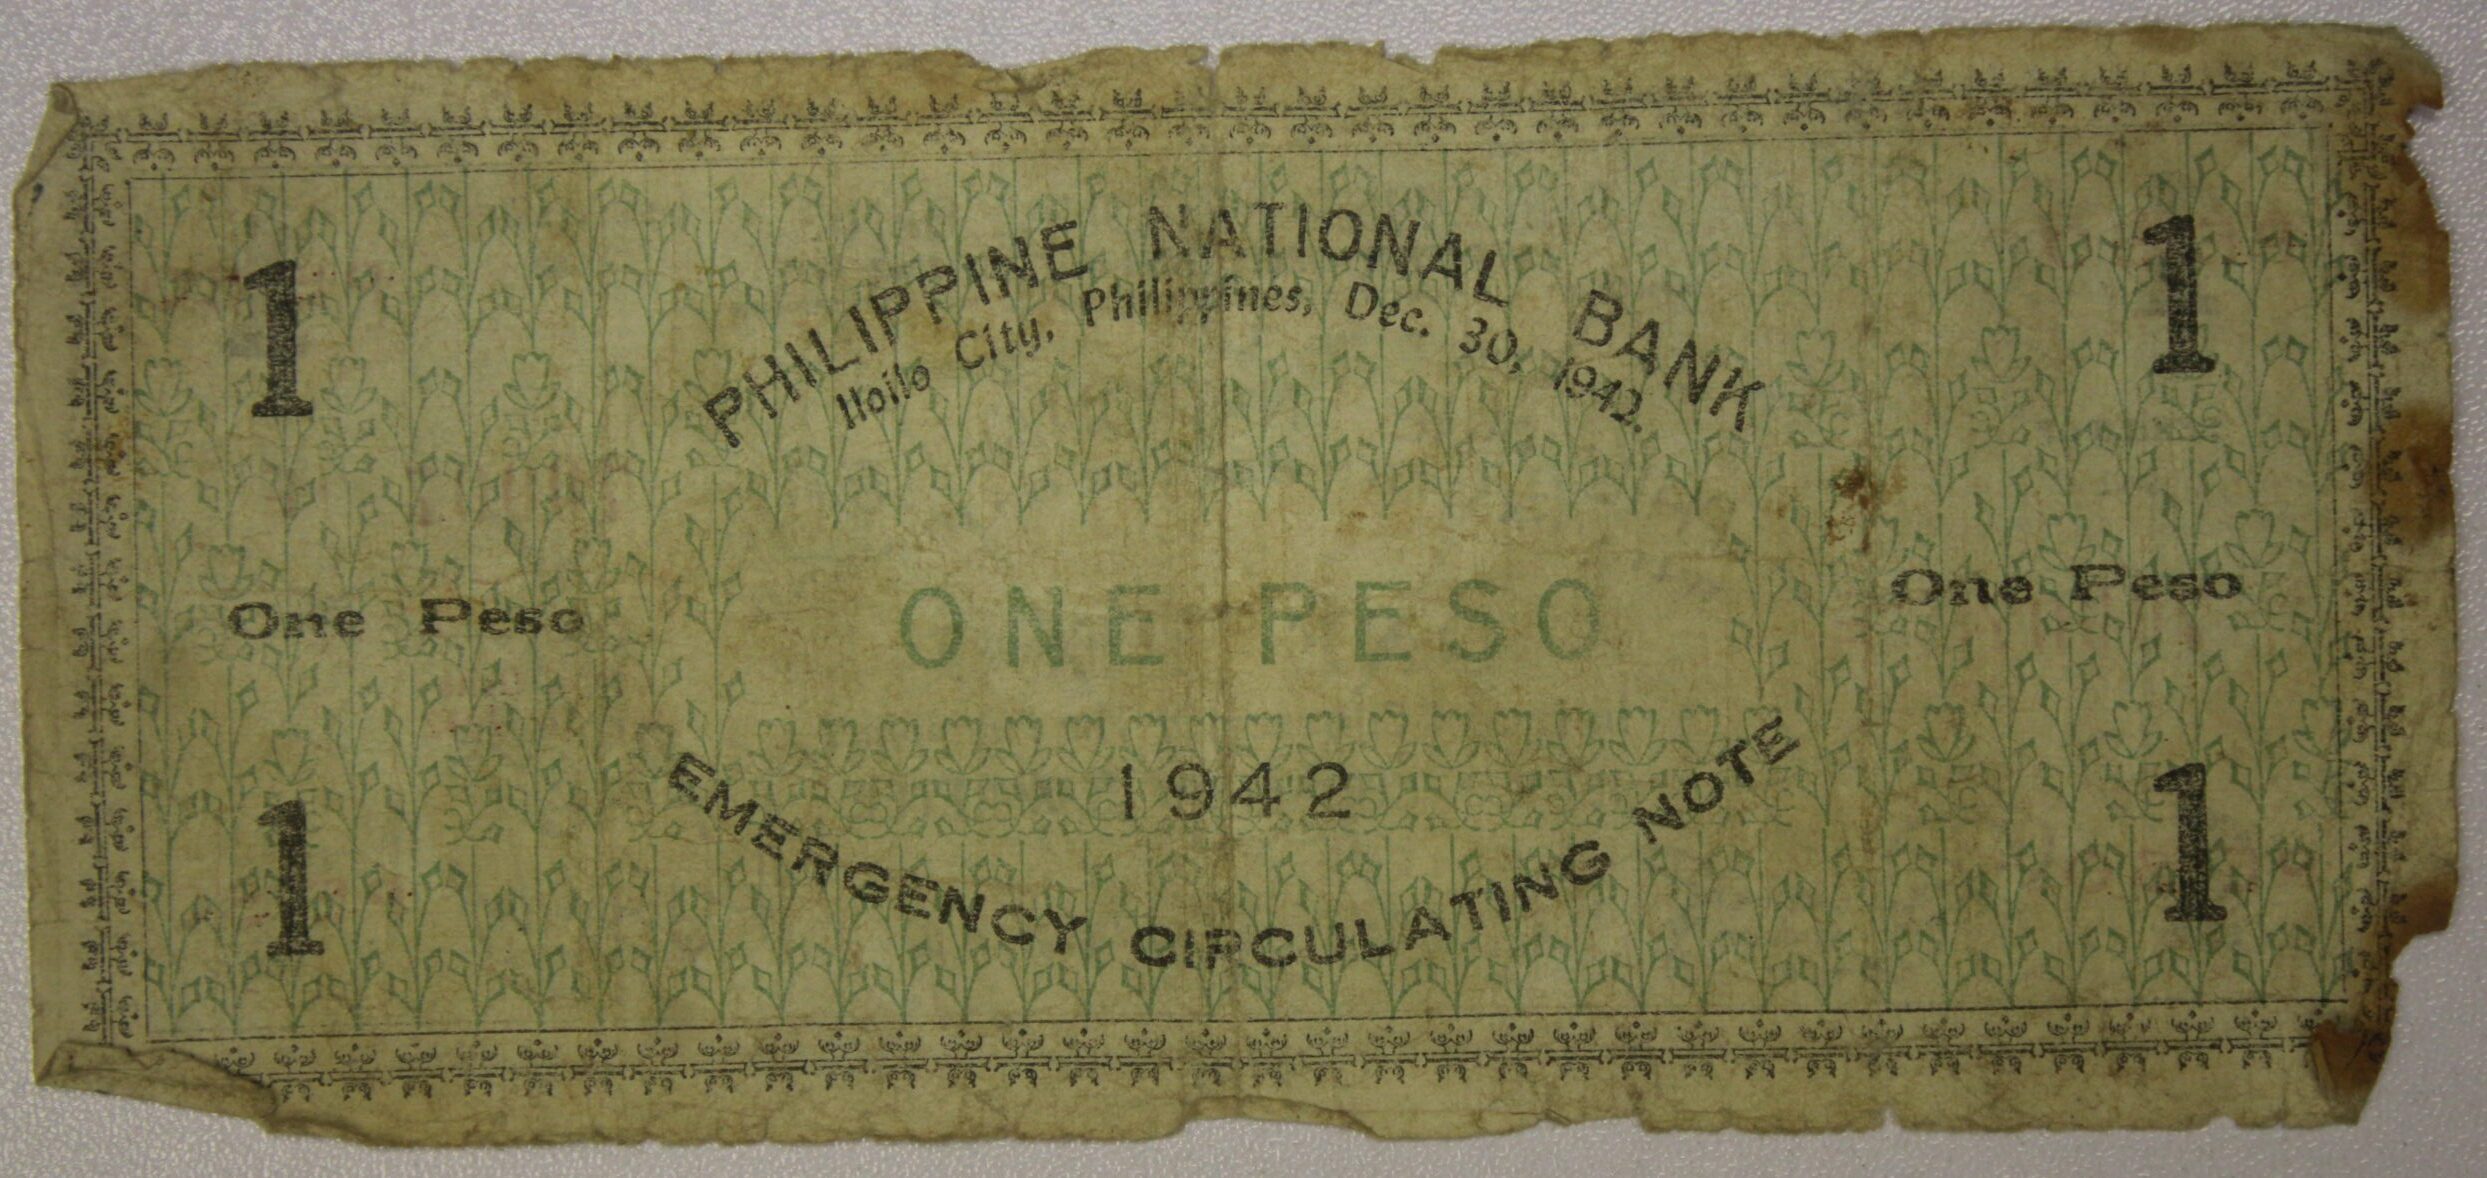 1
1
PHILIPPINE NATIONAL BANK
Iloilo City, Philippines, Dec. 30, 1942.
One Peso
ONE PESO
One Peso
1942
EMERGENCY CIRCULATING NOTE
1
1